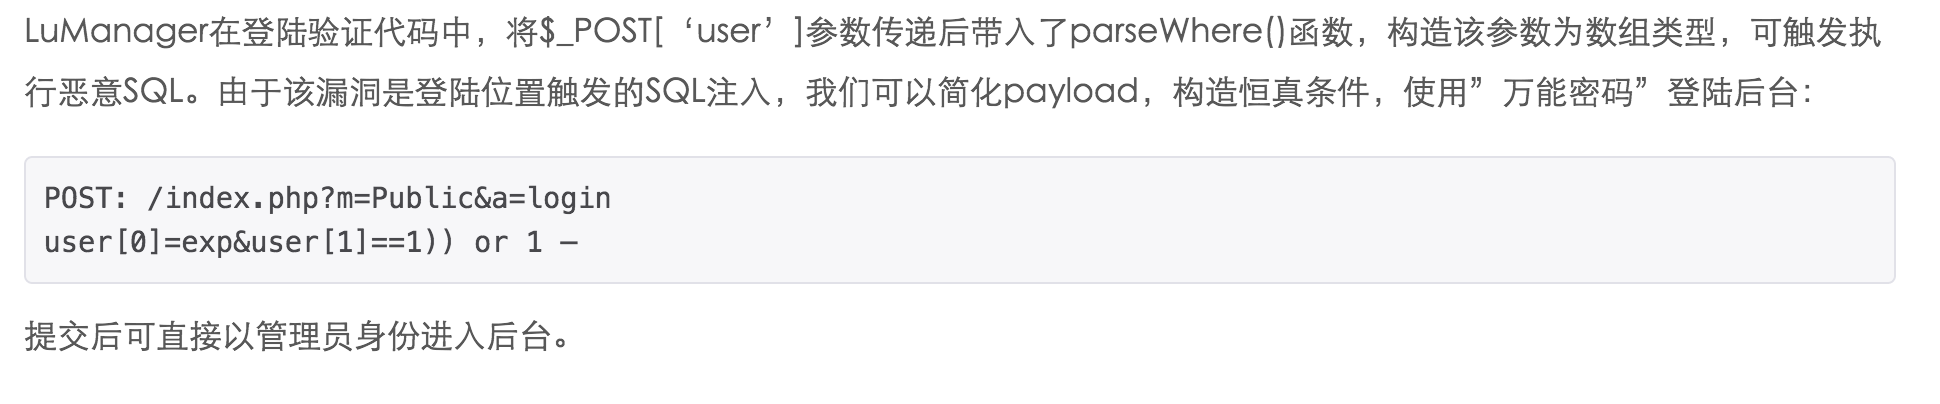 LuManager在登陆验证代码中，将$_POST[‘user’]参数传递后带入了parseWhere()函数，构造该参数为数组类型，可触发执
行恶意SQL。由于该漏洞是登陆位置触发的SQL注入，我们可以简化payload，构造恒真条件，使用”万能密码”登陆后台：
POST: /index.php?m=Public&a=login
user[0]=exp&user[1]==1)) or 1 —
提交后可直接以管理员身份进入后台。